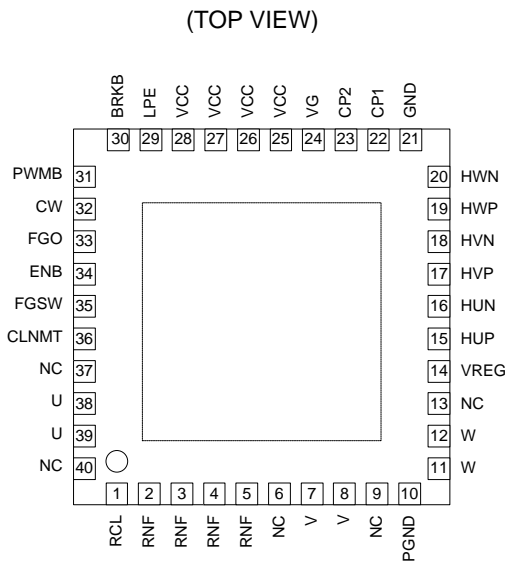 (TOP VIEW)
BRKB LPE VCC VCC VCC VCC VG CP2 CP1 GND
30 29 28 27 26 25 24 23 22 21
PWMB 31 20 HWN
CW 32 19 HWP
FGO 33 18 HVN
ENB 34 17 HVP
FGSW 35 16 HUN
CLNMT 36 15 HUP
NC 37 14 VREG
U 38 13 NC
U 39 12 W
NC 40 11 W
1 2 3 4 5 6 7 8 9 10
RCL RNF RNF RNF RNF NC V V NC PGND